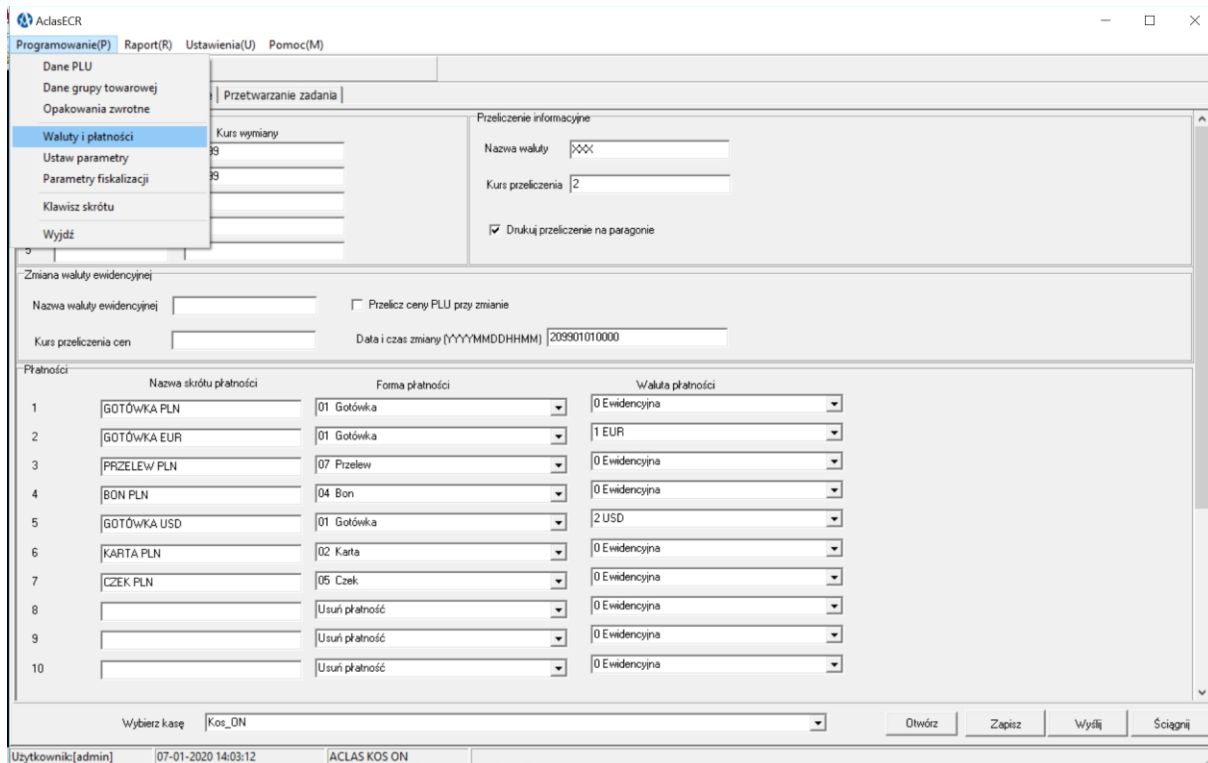 AclasECR
Programowanie(P) Raport(R) Ustawienia(U) Pomoc(M)
Dane PLU
Dane grupy towarowej
Opakowania zwrotne
Waluty i płatności
Ustaw parametry
Parametry fiskalizacji
Klawisz skrótu
Wyjdź
Przetwarzanie zadania
Kurs wymiany
99
99
5
Przeliczenie informacyjne
Nazwa waluty XXX
Kurs przeliczenia 2
Drukuj przeliczenie na paragonie
Zmiana waluty ewidencyjnej
Nazwa waluty ewidencyjnej Przelicz ceny PLU przy zmianie
Kurs przeliczenia cen Data i czas zmiany (YYYYMMDDHHMM) 209901010000
Płatności
Nazwa skrótu płatności Forma płatności Waluta płatności
1 GOTÓWKA PLN 01 Gotówka 0 Ewidencyjna
2 GOTÓWKA EUR 01 Gotówka 1 EUR
3 PRZELEW PLN 07 Przelew 0 Ewidencyjna
4 BON PLN 04 Bon 0 Ewidencyjna
5 GOTÓWKA USD 01 Gotówka 2 USD
6 KARTA PLN 02 Karta 0 Ewidencyjna
7 CZEK PLN 05 Czek 0 Ewidencyjna
8 Usuń płatność 0 Ewidencyjna
9 Usuń płatność 0 Ewidencyjna
10 Usuń płatność 0 Ewidencyjna
Wybierz kasę Kos_ON Otwórz Zapisz Wyślij Ściągnij
Użytkownik:[admin] 07-01-2020 14:03:12 ACLAS KOS ON